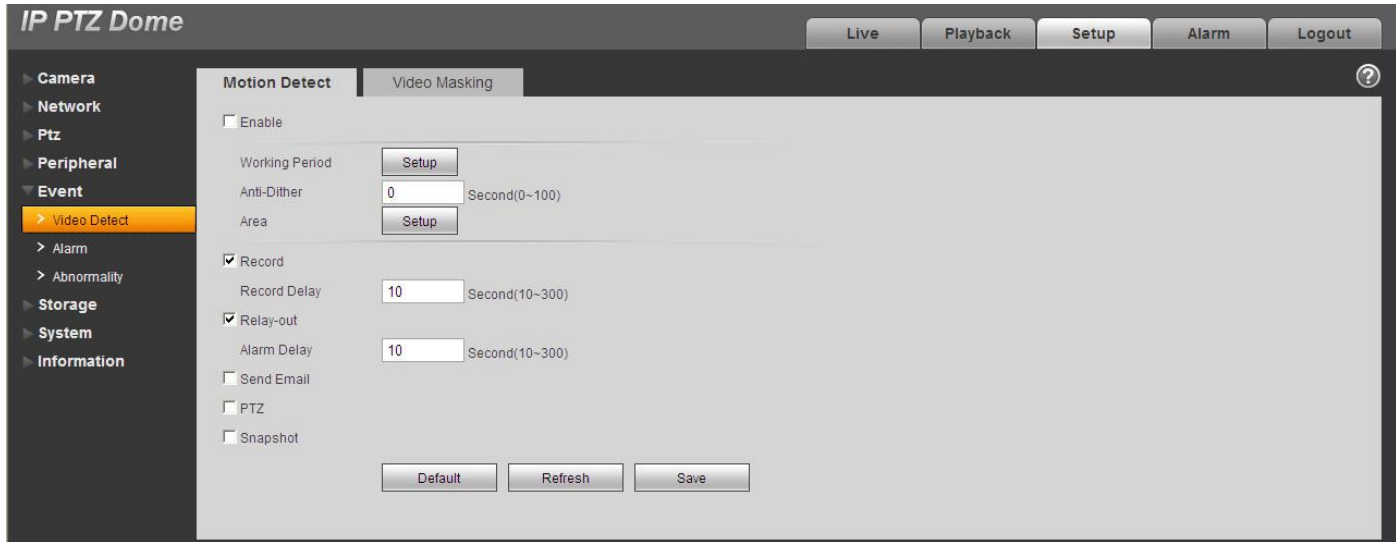 IP PTZ Dome
Live Playback Setup Alarm Logout
Camera
Network
Ptz
Peripheral
Event
> Video Detect
> Alarm
> Abnormality
Storage
System
Information
Motion Detect Video Masking
?
Enable
Working Period Setup
Anti-Dither 0 Second(0~100)
Area Setup
Record
Record Delay 10 Second(10~300)
Relay-out
Alarm Delay 10 Second(10~300)
Send Email
PTZ
Snapshot
Default Refresh Save